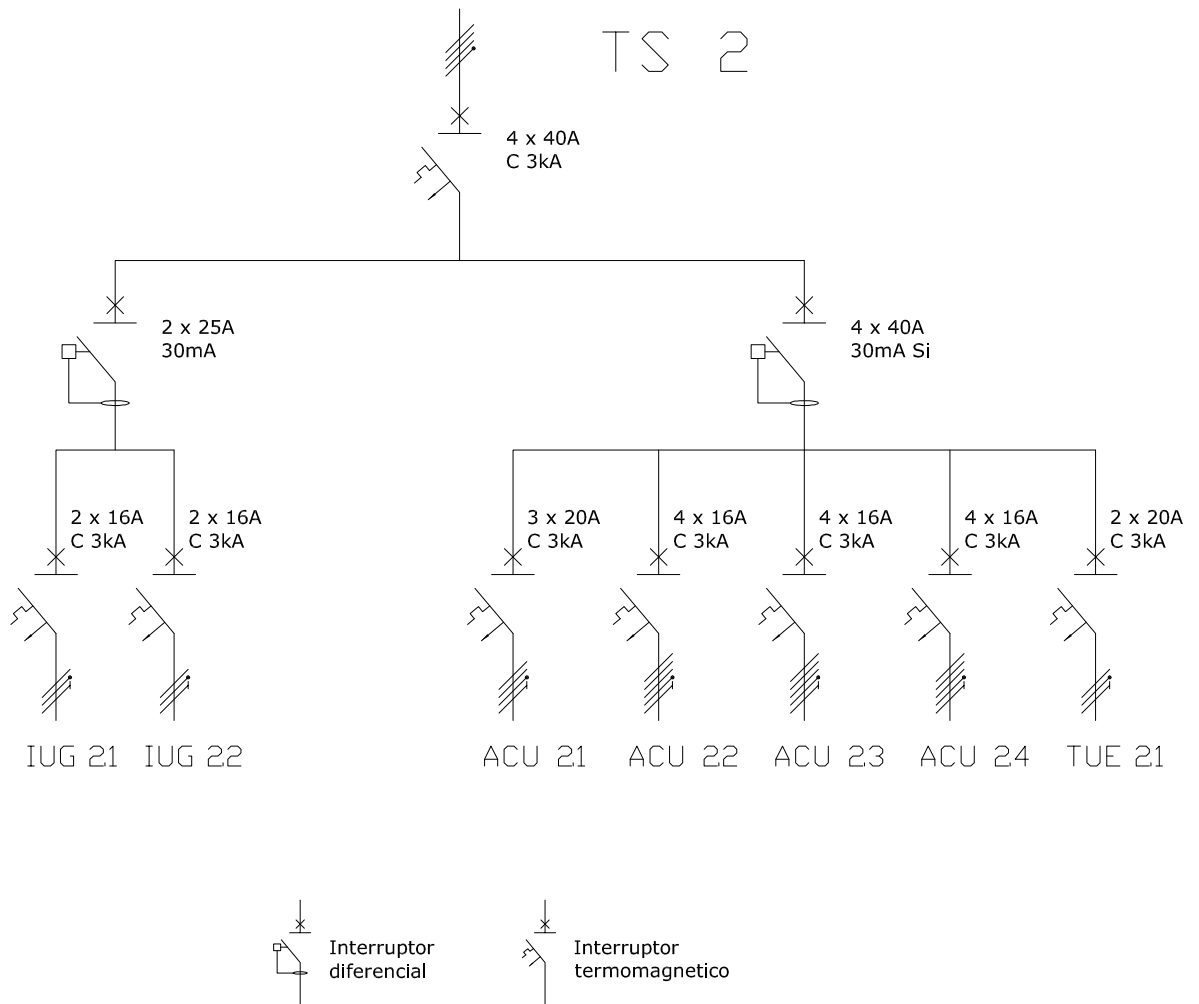 TS 2
4 x 40A
C 3kA
2 x 25A
30mA
4 x 40A
30mA Si
2 x 16A
C 3kA
2 x 16A
C 3kA
3 x 20A
C 3kA
4 x 16A
C 3kA
4 x 16A
C 3kA
4 x 16A
C 3kA
2 x 20A
C 3kA
IUG 21
IUG 22
ACU 21
ACU 22
ACU 23
ACU 24
TUE 21
Interruptor
diferencial
Interruptor
termomagnetico